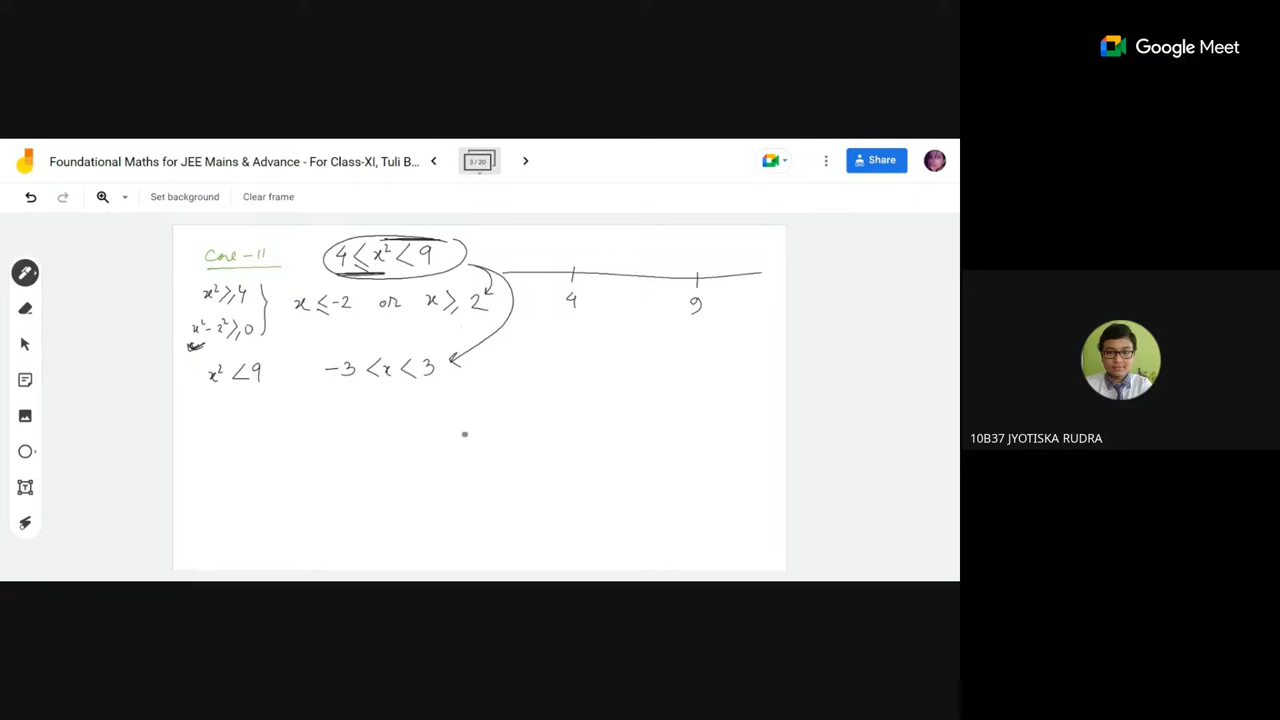 Google Meet
Foundational Maths for JEE Mains & Advance - For Class-XI, Tuli B...
3 / 20
Share
Set background
Clear frame
Case-II
4 ≤ x² < 9
x² ≥ 4
x ≤ -2 or x ≥ 2
4 9
x² - 2² ≥ 0
x² < 9
-3 < x < 3
10B37 JYOTISKA RUDRA